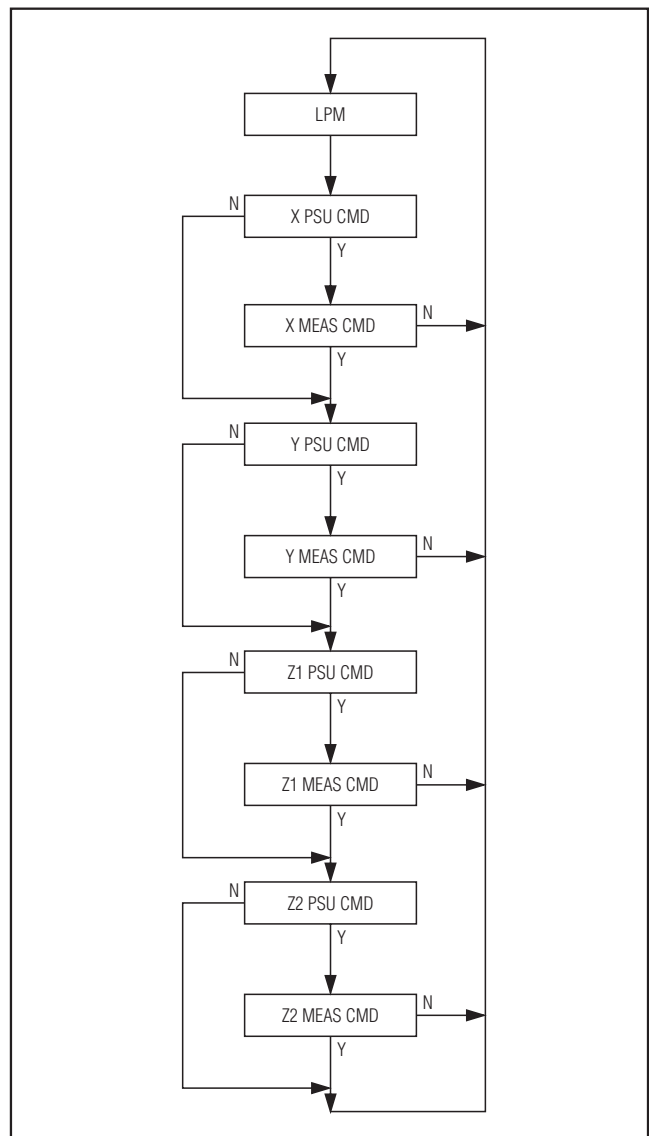 LPM
N
X PSU CMD
Y
X MEAS CMD
N
Y
N
Y PSU CMD
Y
Y MEAS CMD
N
Y
N
Z1 PSU CMD
Y
Z1 MEAS CMD
N
Y
N
Z2 PSU CMD
Y
Z2 MEAS CMD
N
Y